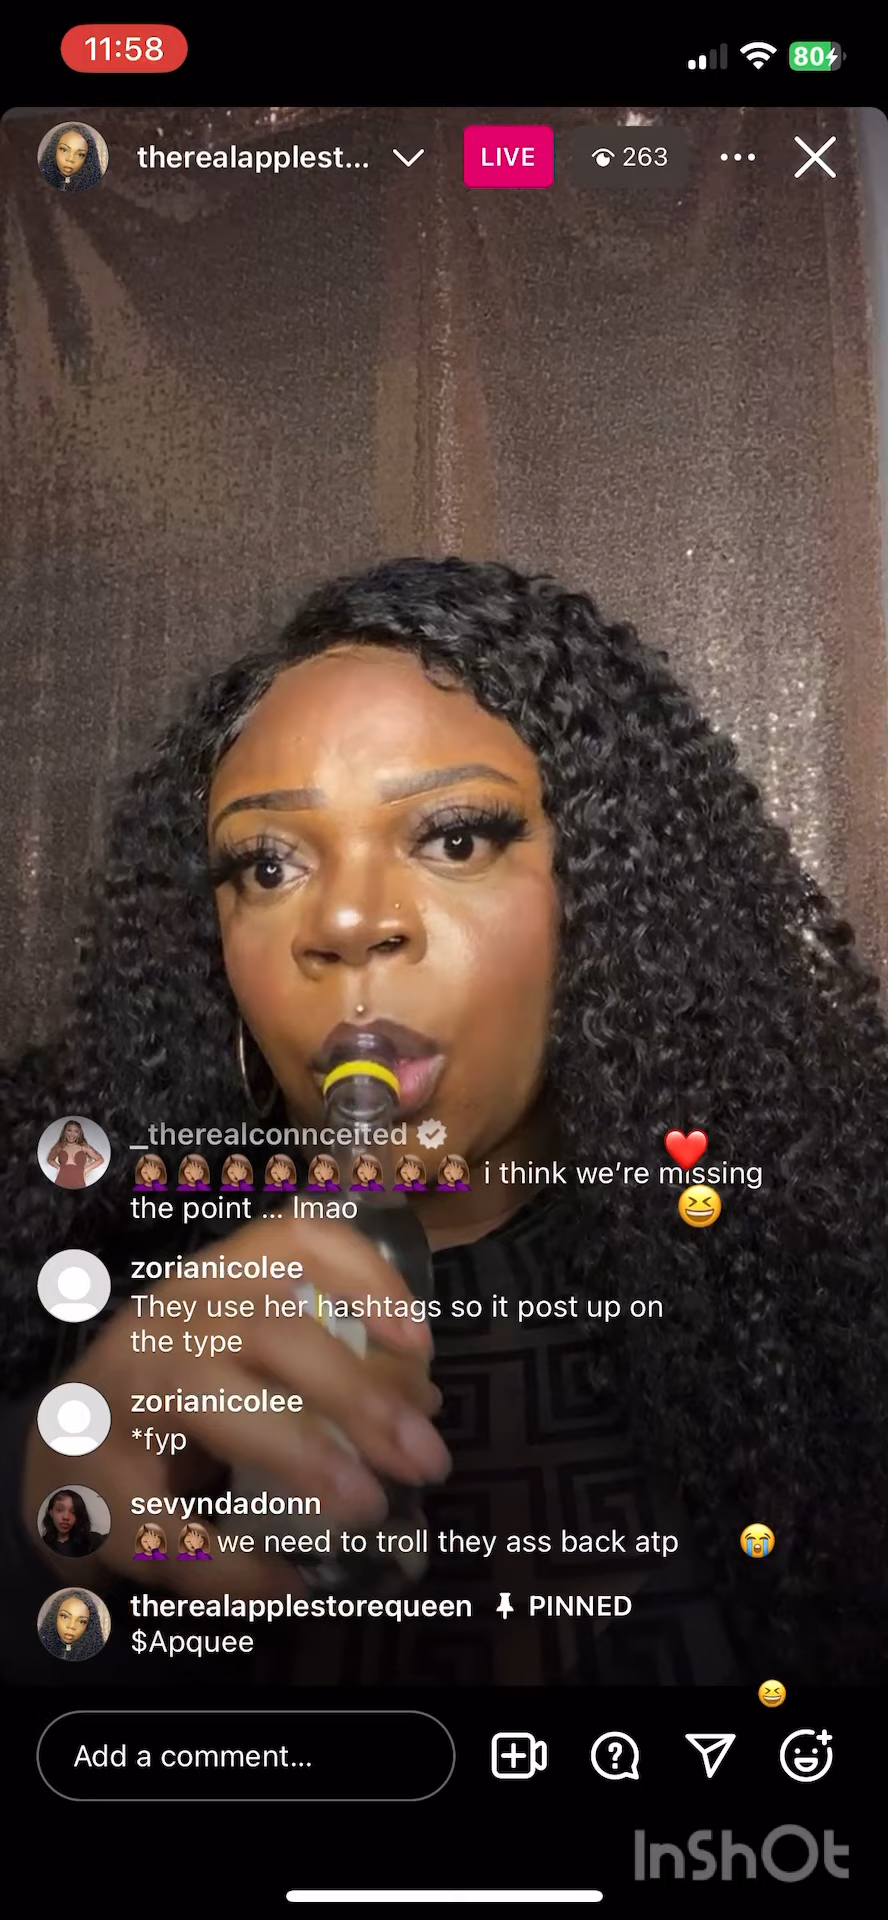 11:58
80
therealapplest...
LIVE
263
_therealconnceited
🤦🏽‍♀️🤦🏽‍♀️🤦🏽‍♀️🤦🏽‍♀️🤦🏽‍♀️🤦🏽‍♀️🤦🏽‍♀️🤦🏽‍♀️ i think we're missing
the point ... lmao
zorianicolee
They use her hashtags so it post up on
the type
zorianicolee
*fyp
sevyndadonn
🤦🏽‍♀️🤦🏽‍♀️we need to troll they ass back atp
therealapplestorequeen PINNED
$Apquee
Add a comment...
InShOt